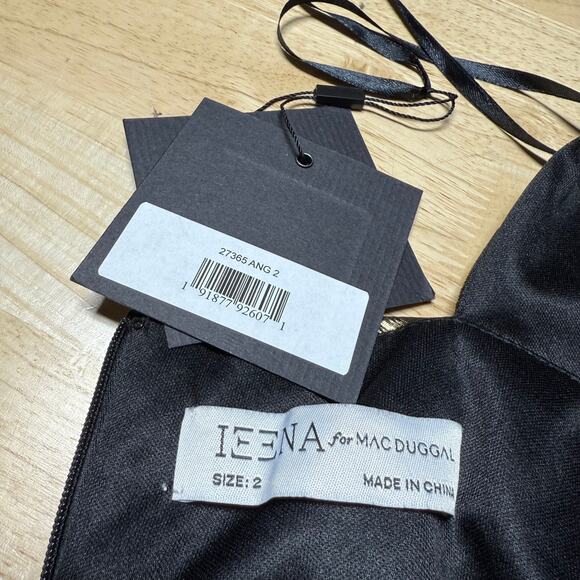 27365 ANG 2
1 91877 92607 1
IEENA for MAC DUGGAL
SIZE: 2 MADE IN CHINA